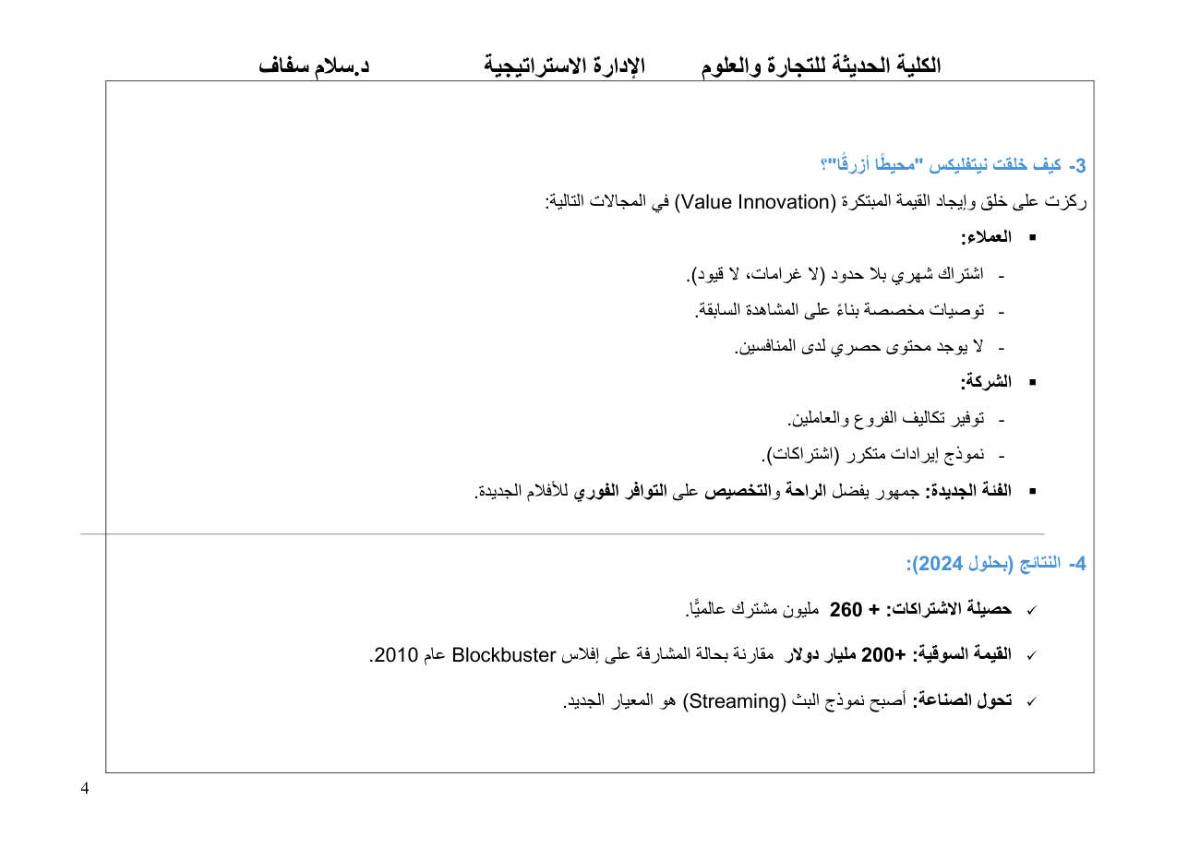 الكلية الحديثة للتجارة والعلوم الإدارة الاستراتيجية د.سلام سفاف
3- كيف خلقت نيتفليكس "محيطًا أزرقًا"؟
ركزت على خلق وإيجاد القيمة المبتكرة (Value Innovation) في المجالات التالية:
▪ العملاء:
- اشتراك شهري بلا حدود (لا غرامات، لا قيود).
- توصيات مخصصة بناءً على المشاهدة السابقة.
- لا يوجد محتوى حصري لدى المنافسين.
▪ الشركة:
- توفير تكاليف الفروع والعاملين.
- نموذج إيرادات متكرر (اشتراكات).
▪ الفئة الجديدة: جمهور يفضل الراحة والتخصيص على التوافر الفوري للأفلام الجديدة.
4- النتائج (بحلول 2024):
✓ حصيلة الاشتراكات: + 260 مليون مشترك عالميًّا.
✓ القيمة السوقية: +200 مليار دولار مقارنة بحالة المشارفة على إفلاس Blockbuster عام 2010.
✓ تحول الصناعة: أصبح نموذج البث (Streaming) هو المعيار الجديد.
4